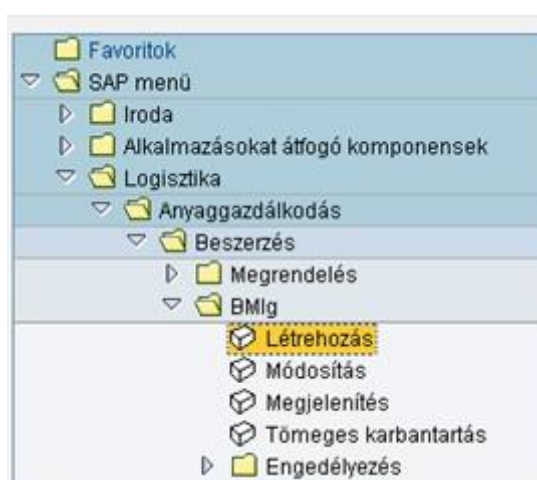 Favoritok
SAP menü
Iroda
Alkalmazásokat átfogó komponensek
Logisztika
Anyaggazdálkodás
Beszerzés
Megrendelés
BMIg
Létrehozás
Módosítás
Megjelenítés
Tömeges karbantartás
Engedélyezés